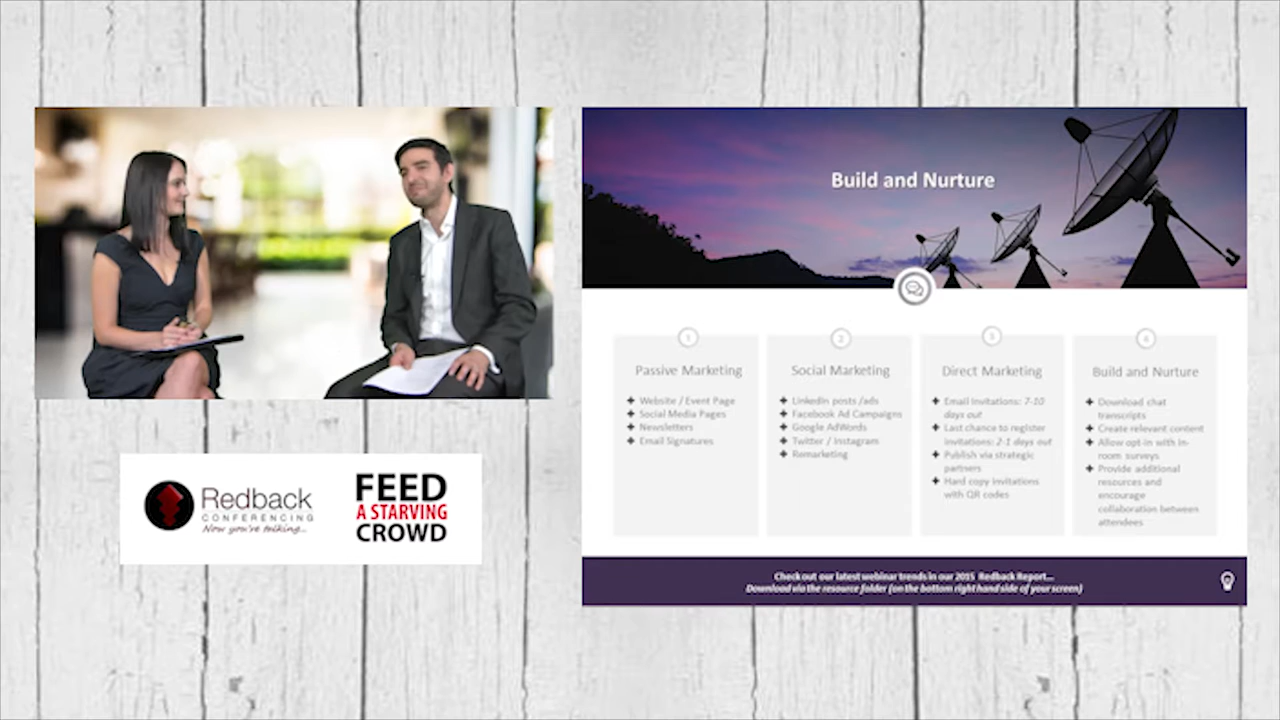 Build and Nurture
1
Passive Marketing
Website / Event Page
Social Media Pages
Newsletters
Email Signatures
2
Social Marketing
LinkedIn posts /ads
Facebook Ad Campaigns
Google AdWords
Twitter / Instagram
Remarketing
3
Direct Marketing
Email Invitations: 7-10
days out
Last chance to register
invitations: 2-1 days out
Publish via strategic
partners
Hard copy invitations
with QR codes
4
Build and Nurture
Download chat
transcripts
Create relevant content
Allow opt-in with in-
room surveys
Provide additional
resources and
encourage
collaboration between
attendees
Check out our latest webinar trends in our 2015 Redback Report...
Download via the resource folder (on the bottom right hand side of your screen)
Redback
CONFERENCING
Now you're talking...
FEED
A STARVING
CROWD